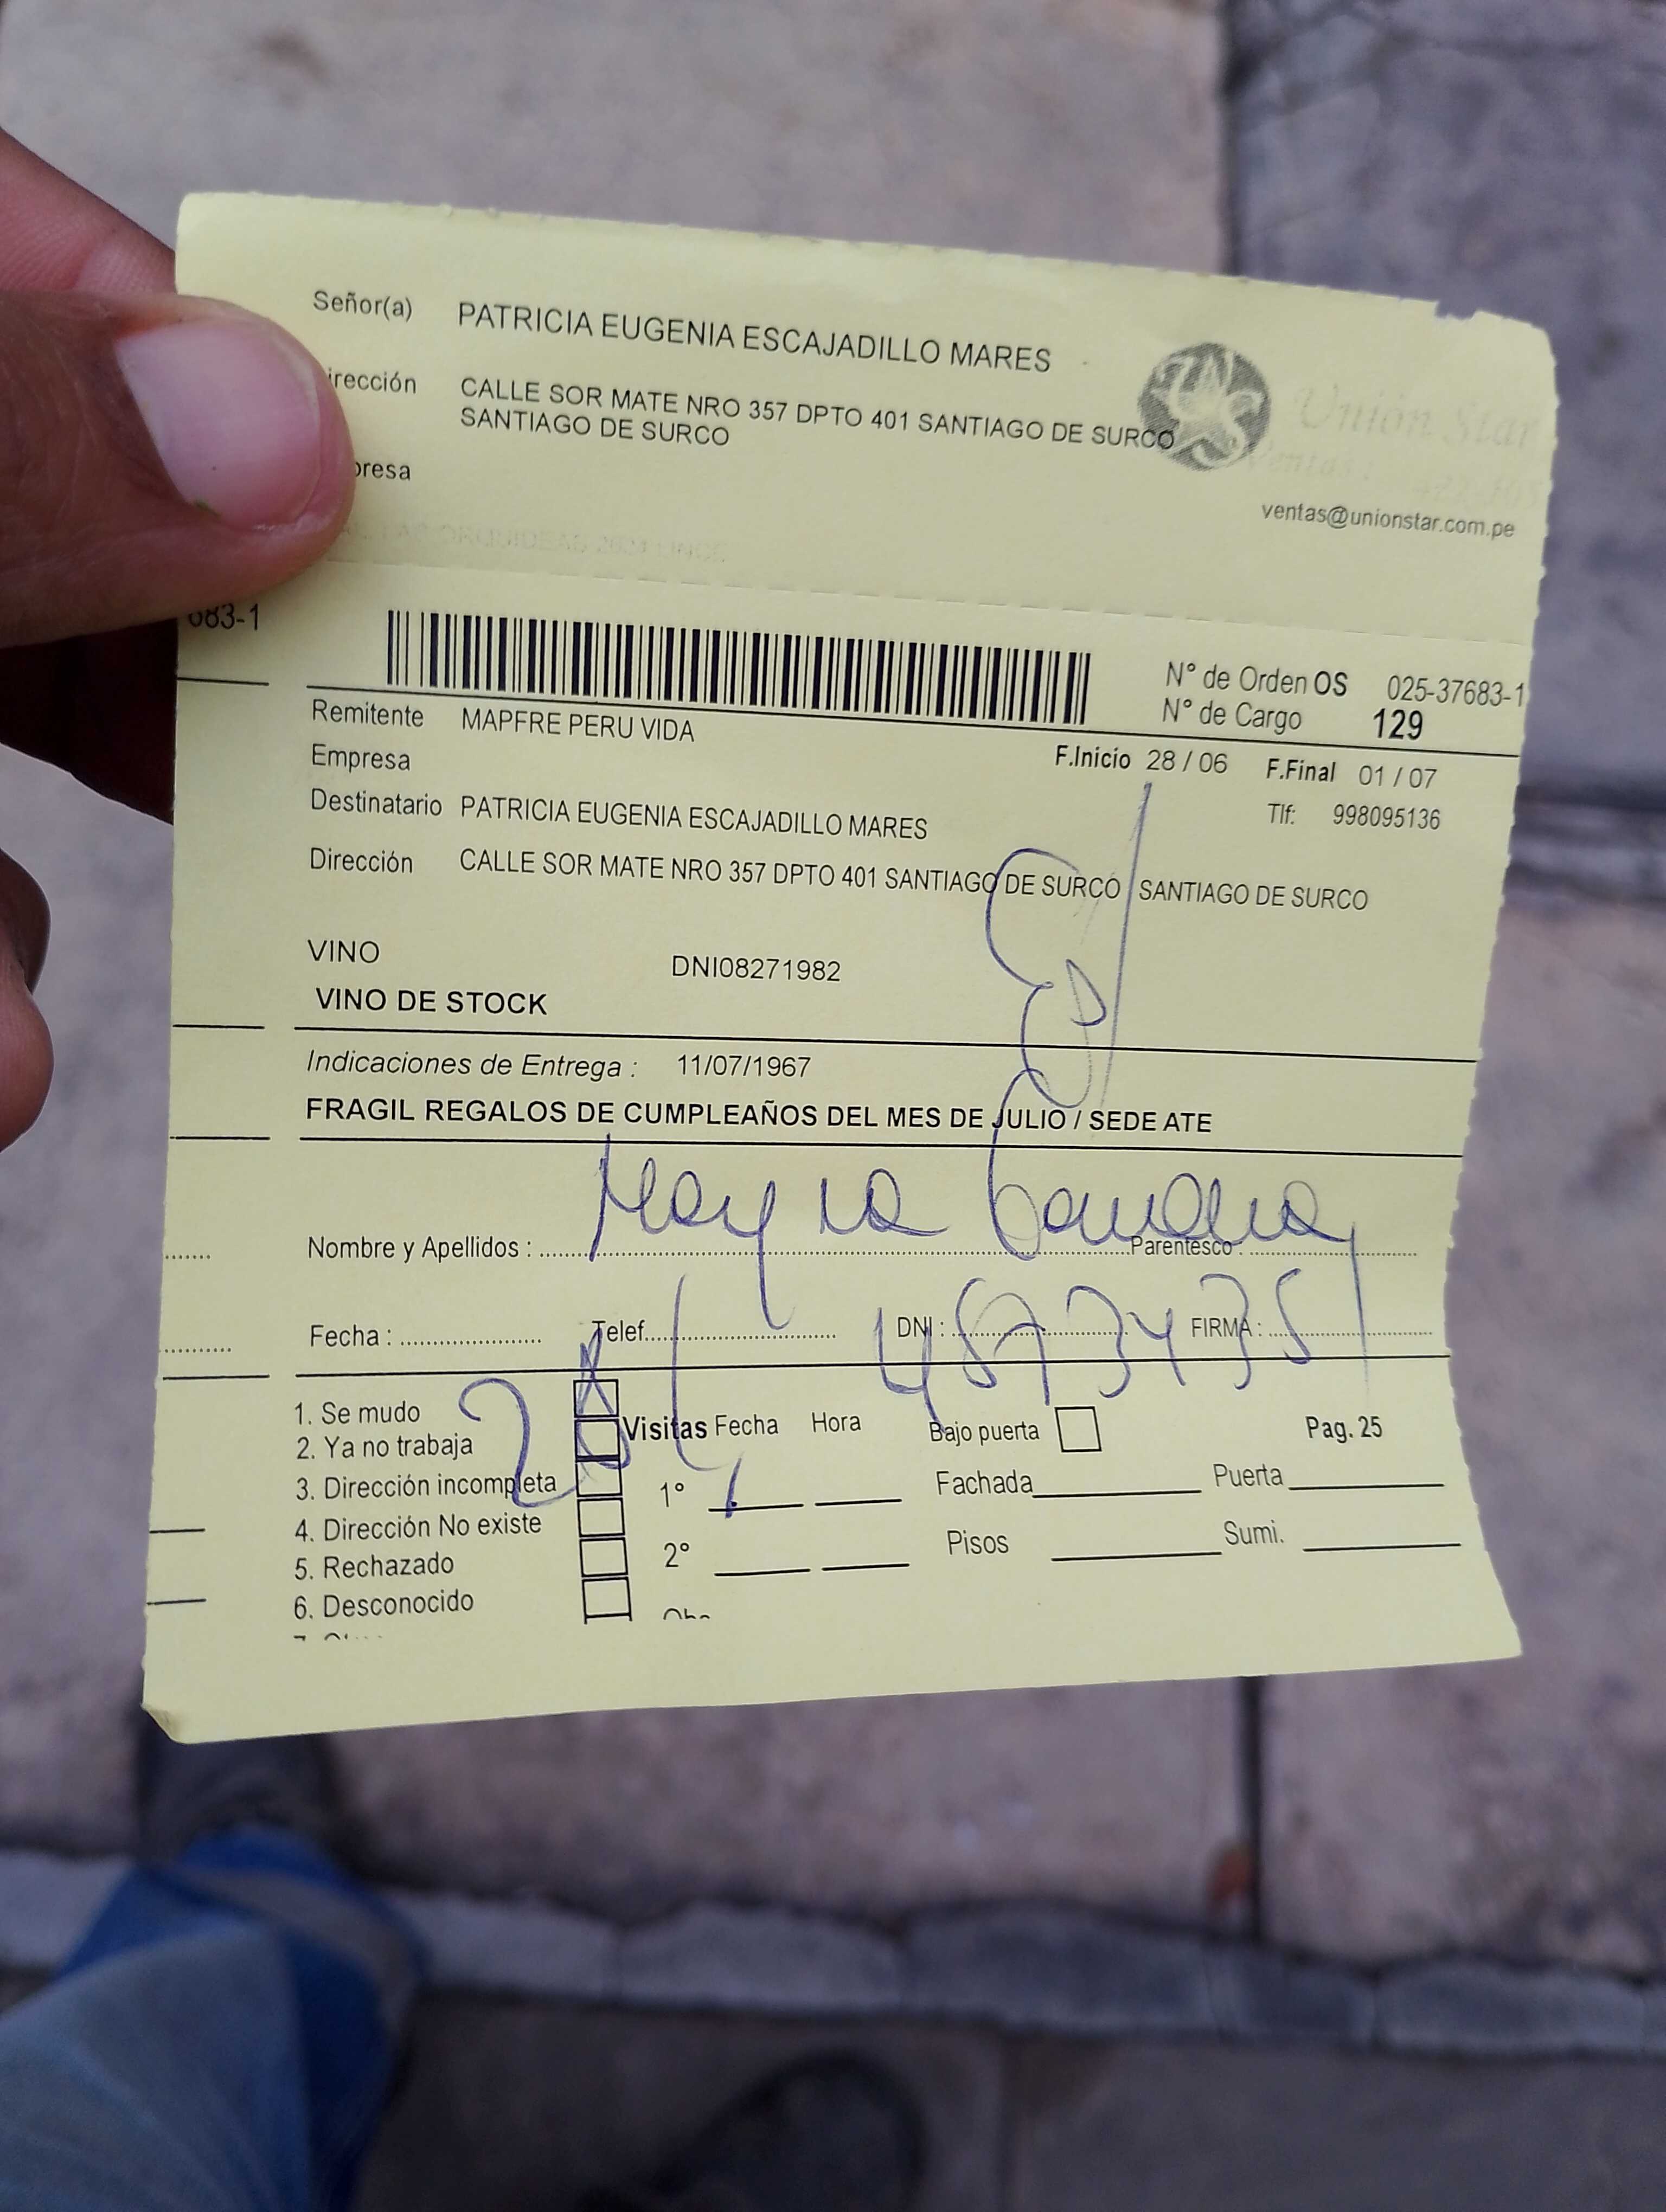 Señor(a) PATRICIA EUGENIA ESCAJADILLO MARES
irección CALLE SOR MATE NRO 357 DPTO 401 SANTIAGO DE SURCO
SANTIAGO DE SURCO
Unión Star
presa
Ventas:
ventas@unionstar.com.pe
683-1
N° de Orden OS 025-37683-1
N° de Cargo 129
Remitente MAPFRE PERU VIDA
Empresa F.Inicio 28 / 06 F.Final 01 / 07
Destinatario PATRICIA EUGENIA ESCAJADILLO MARES Tlf: 998095136
Dirección CALLE SOR MATE NRO 357 DPTO 401 SANTIAGO DE SURCO SANTIAGO DE SURCO
VINO DNI08271982
VINO DE STOCK
Indicaciones de Entrega : 11/07/1967
FRAGIL REGALOS DE CUMPLEAÑOS DEL MES DE JULIO / SEDE ATE
Mayra
Nombre y Apellidos : Parentesco :
Fecha : Telef. DNI : FIRMA :
1. Se mudo
2. Ya no trabaja Visitas Fecha Hora Bajo puerta Pag. 25
3. Dirección incompleta 1° Fachada Puerta
4. Dirección No existe
5. Rechazado 2° Pisos Sumi.
6. Desconocido